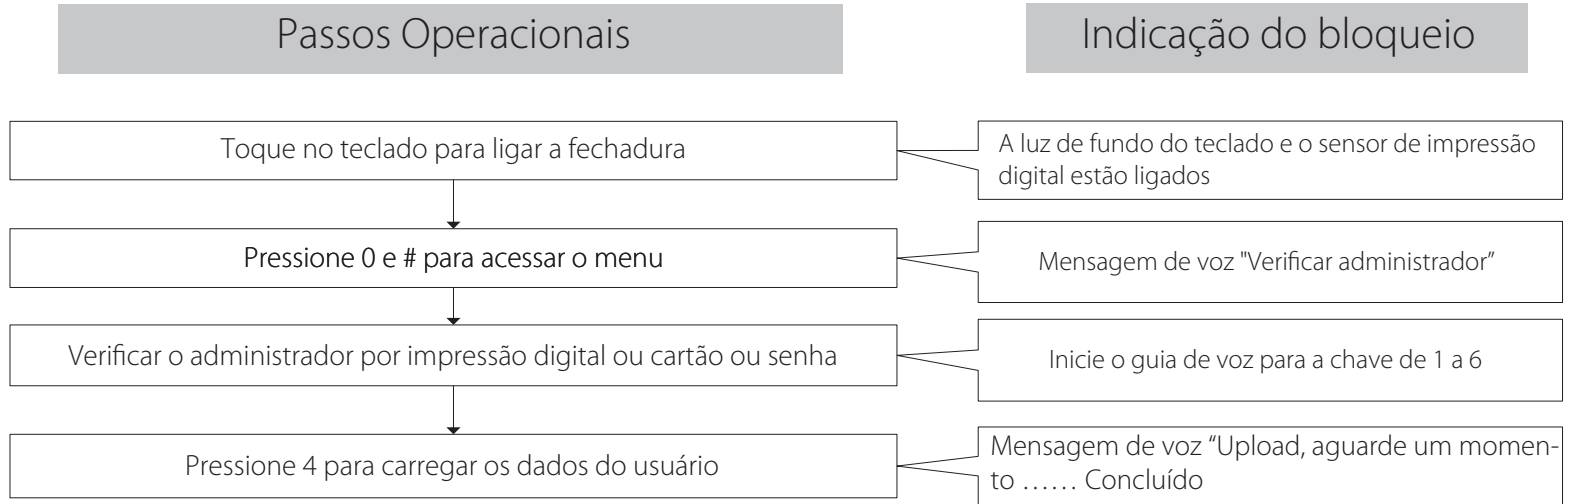 Passos Operacionais
Indicação do bloqueio
Toque no teclado para ligar a fechadura
A luz de fundo do teclado e o sensor de impressão
digital estão ligados
Pressione 0 e # para acessar o menu
Mensagem de voz "Verificar administrador”
Verificar o administrador por impressão digital ou cartão ou senha
Inicie o guia de voz para a chave de 1 a 6
Pressione 4 para carregar os dados do usuário
Mensagem de voz “Upload, aguarde um momen-
to …… Concluído